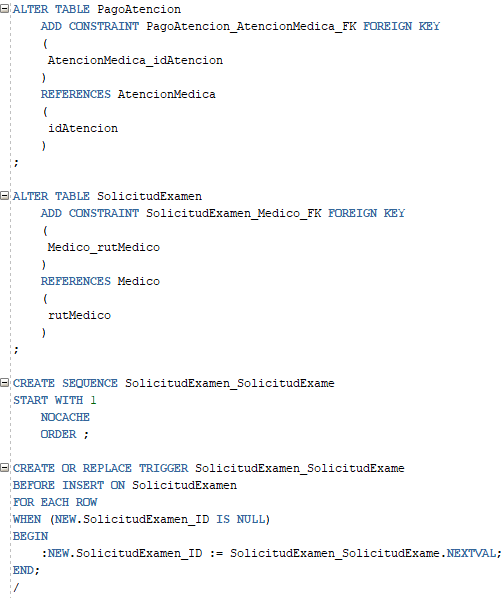 ALTER TABLE PagoAtencion
    ADD CONSTRAINT PagoAtencion_AtencionMedica_FK FOREIGN KEY
    (
     AtencionMedica_idAtencion
    )
    REFERENCES AtencionMedica
    (
     idAtencion
    )
;
ALTER TABLE SolicitudExamen
    ADD CONSTRAINT SolicitudExamen_Medico_FK FOREIGN KEY
    (
     Medico_rutMedico
    )
    REFERENCES Medico
    (
     rutMedico
    )
;
CREATE SEQUENCE SolicitudExamen_SolicitudExame
START WITH 1
    NOCACHE
    ORDER ;
CREATE OR REPLACE TRIGGER SolicitudExamen_SolicitudExame
BEFORE INSERT ON SolicitudExamen
FOR EACH ROW
WHEN (NEW.SolicitudExamen_ID IS NULL)
BEGIN
    :NEW.SolicitudExamen_ID := SolicitudExamen_SolicitudExame.NEXTVAL;
END;
/